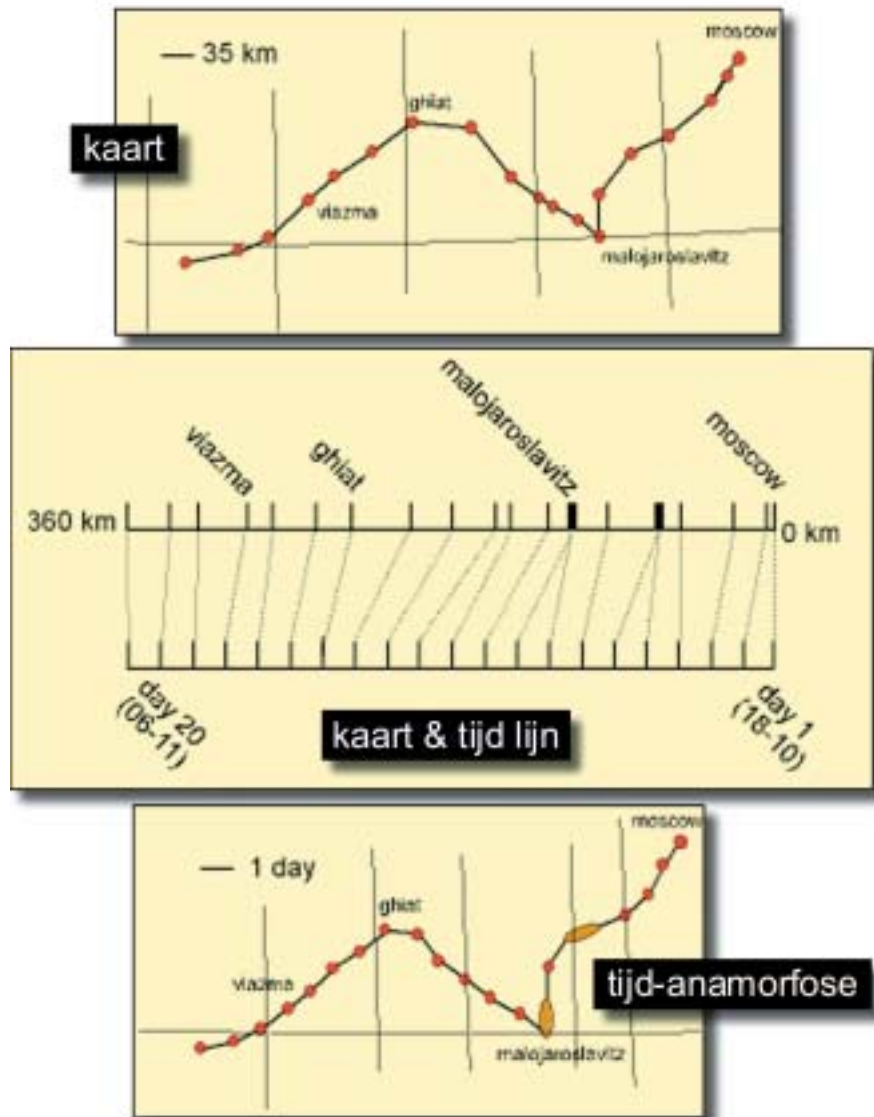 moscow
35 km
ghiat
kaart
viazma
malojaroslavitz
malojaroslavitz
moscow
viazma
ghiat
360 km
0 km
day 20
(06-11)
day 1
(18-10)
kaart & tijd lijn
moscow
1 day
ghiat
viazma
tijd-anamorfose
malojaroslavitz